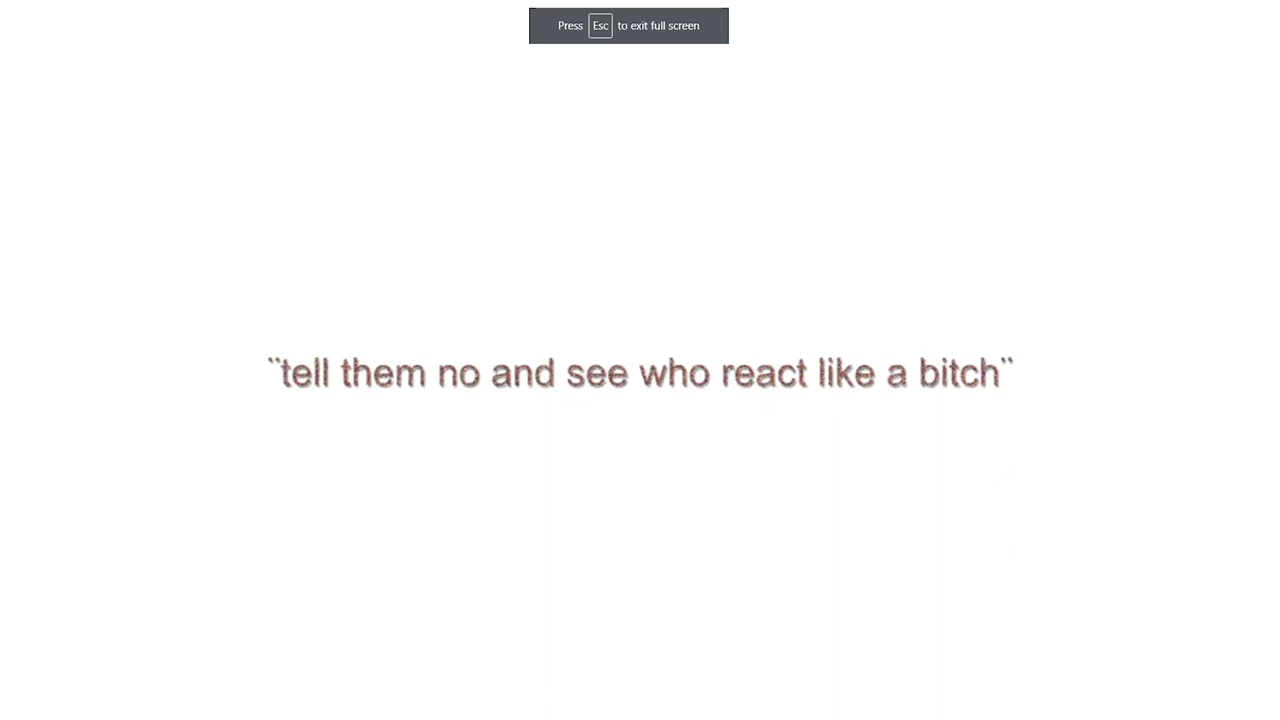 Press Esc to exit full screen
¨tell them no and see who react like a bitch¨